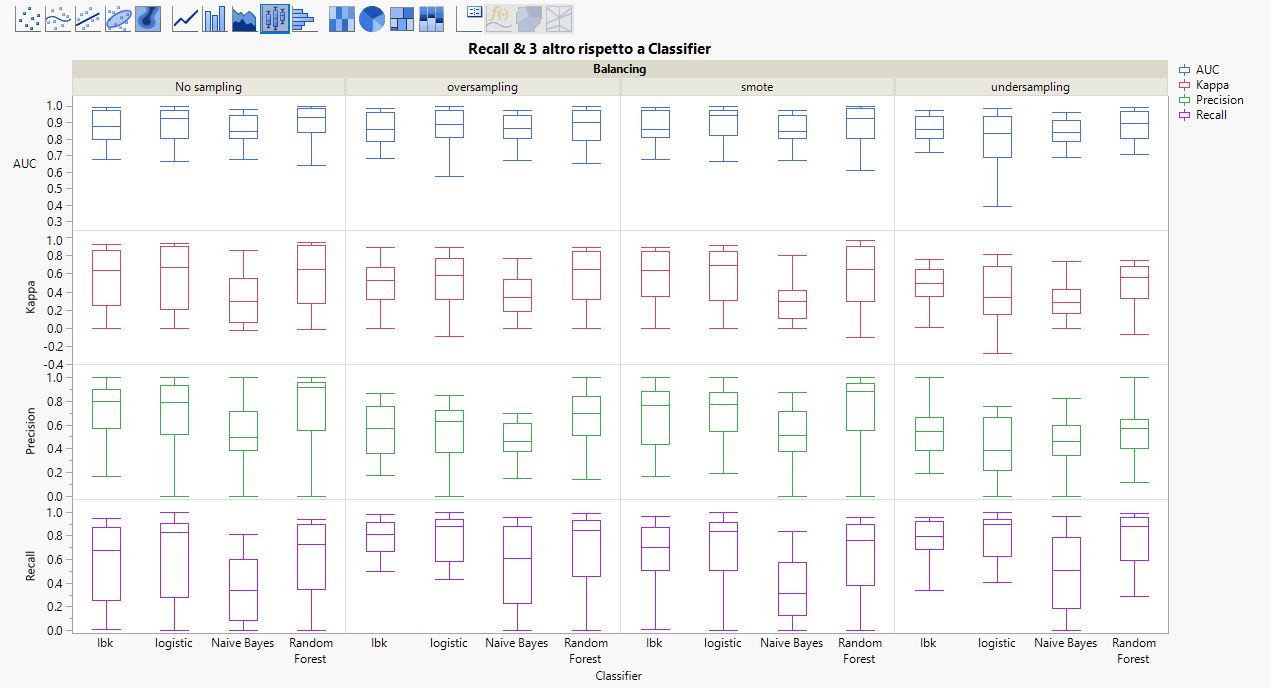 Recall & 3 altro rispetto a Classifier
Balancing
No sampling oversampling smote undersampling
AUC
Kappa
Precision
Recall
AUC
1.0
0.9
0.8
0.7
0.6
0.5
0.4
0.3
Kappa
1.0
0.8
0.6
0.4
0.2
0.0
-0.2
-0.4
Precision
1.0
0.8
0.6
0.4
0.2
0.0
Recall
1.0
0.8
0.6
0.4
0.2
0.0
Ibk logistic Naive Bayes Random Forest Ibk logistic Naive Bayes Random Forest Ibk logistic Naive Bayes Random Forest Ibk logistic Naive Bayes Random Forest
Classifier